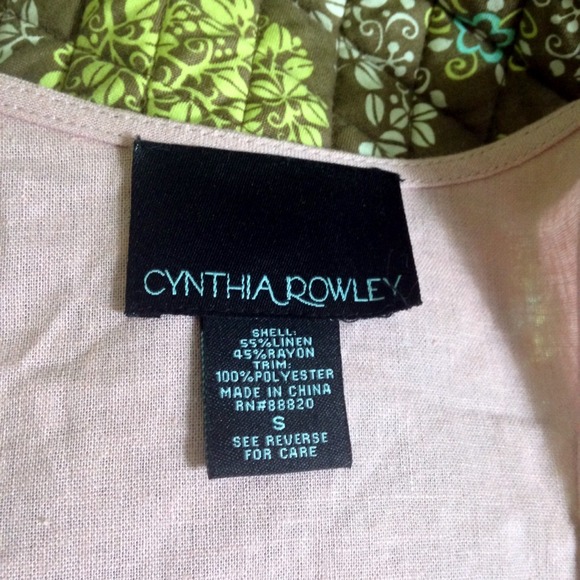 CYNTHIA ROWLEY
SHELL:
55%LINEN
45%RAYON
TRIM:
100%POLYESTER
MADE IN CHINA
RN#88820
S
SEE REVERSE
FOR CARE